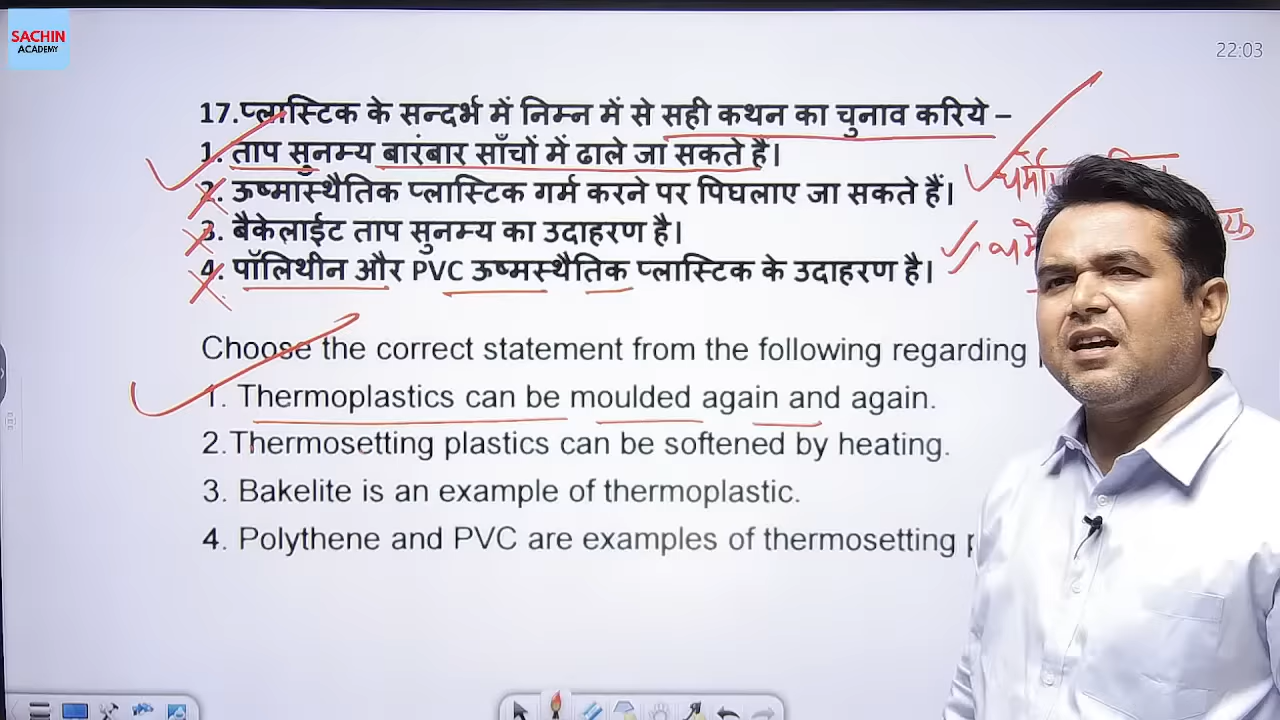 SACHIN
ACADEMY
22:03
17.प्लास्टिक के सन्दर्भ में निम्न में से सही कथन का चुनाव करिये –
1. ताप सुनम्य बारंबार साँचों में ढाले जा सकते है।
2. ऊष्मास्थैतिक प्लास्टिक गर्म करने पर पिघलाए जा सकते हैं।
3. बैकेलाईट ताप सुनम्य का उदाहरण है।
4. पॉलिथीन और PVC ऊष्मस्थैतिक प्लास्टिक के उदाहरण है।
Choose the correct statement from the following regarding
1. Thermoplastics can be moulded again and again.
2.Thermosetting plastics can be softened by heating.
3. Bakelite is an example of thermoplastic.
4. Polythene and PVC are examples of thermosetting